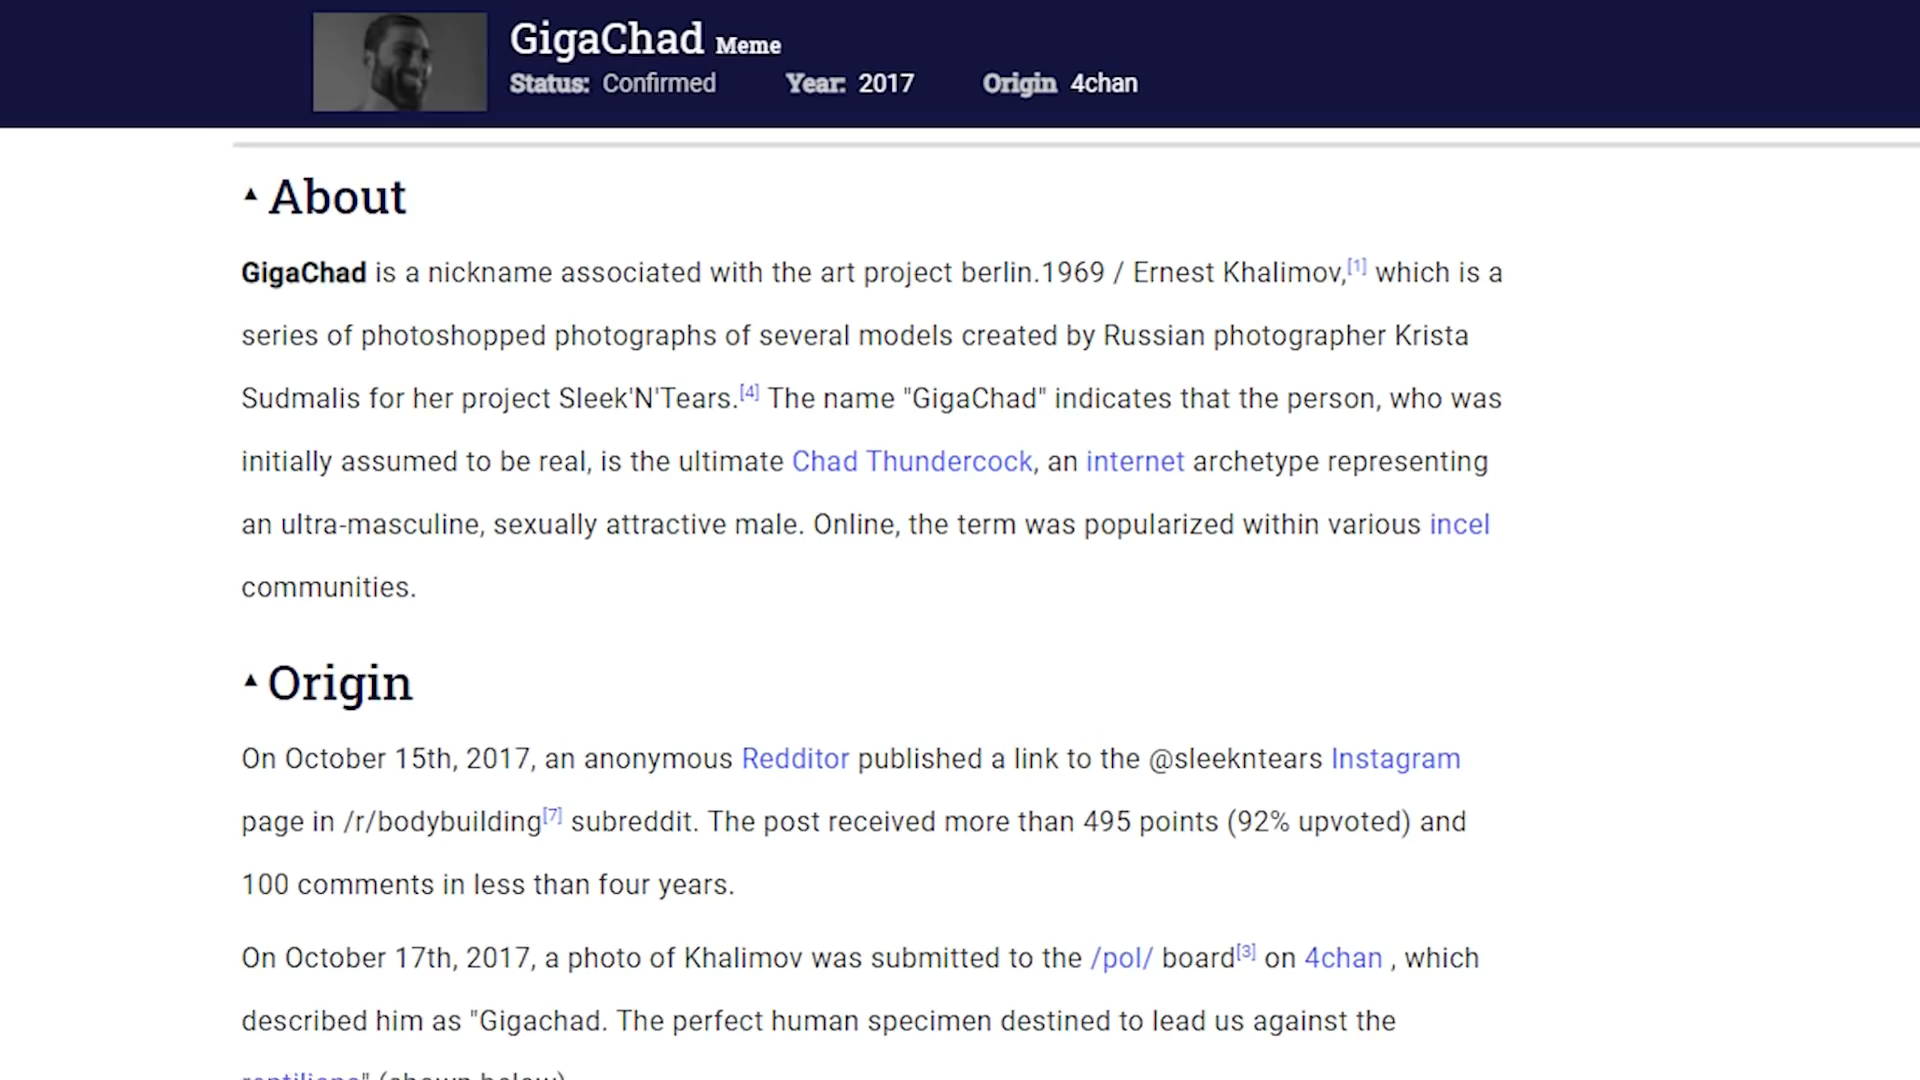 GigaChad Meme
Status: Confirmed Year: 2017 Origin 4chan
About
GigaChad is a nickname associated with the art project berlin.1969 / Ernest Khalimov,[1] which is a
series of photoshopped photographs of several models created by Russian photographer Krista
Sudmalis for her project Sleek'N'Tears.[4] The name "GigaChad" indicates that the person, who was
initially assumed to be real, is the ultimate Chad Thundercock, an internet archetype representing
an ultra-masculine, sexually attractive male. Online, the term was popularized within various incel
communities.
Origin
On October 15th, 2017, an anonymous Redditor published a link to the @sleekntears Instagram
page in /r/bodybuilding[7] subreddit. The post received more than 495 points (92% upvoted) and
100 comments in less than four years.
On October 17th, 2017, a photo of Khalimov was submitted to the /pol/ board[3] on 4chan , which
described him as "Gigachad. The perfect human specimen destined to lead us against the
reptilians" (shown below).